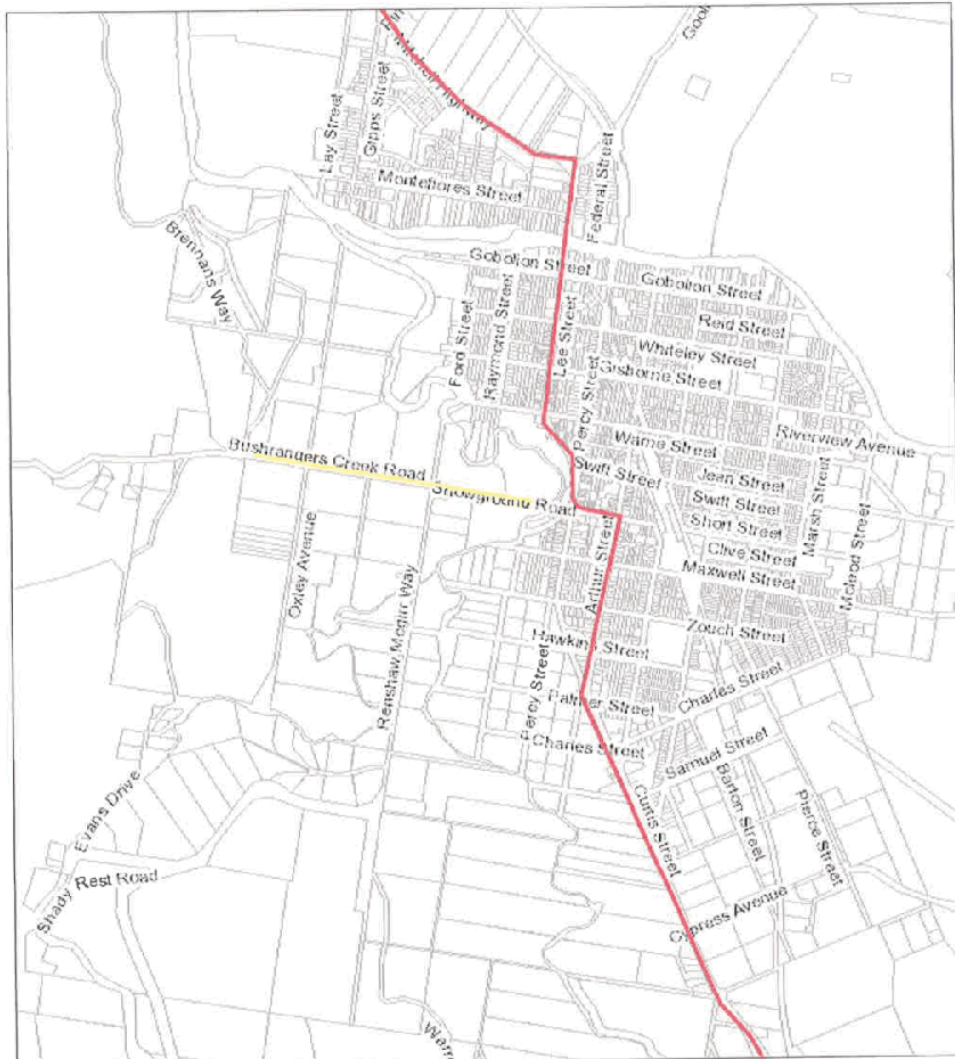 Mitchell Highway
Gool
Lay Street
Gipps Street
Montefiores Street
Federal Street
Brennans Way
Gobolion Street
Gobolion Street
Ford Street
Raymond Street
Lee Street
Reid Street
Whiteley Street
Percy Street
Gisborne Street
Riverview Avenue
Warne Street
Bushrangers Creek Road
Showground Road
Swift Street
Jean Street
Swift Street
Short Street
Marsh Street
Mcleod Street
Clive Street
Maxwell Street
Oxley Avenue
Arthur Street
Renshaw Mcgirr Way
Zouch Street
Hawkins Street
Percy Street
Palmer Street
Charles Street
Charles Street
Samuel Street
Curtis Street
Barton Street
Pierce Street
Evans Drive
Shady Rest Road
Cypress Avenue